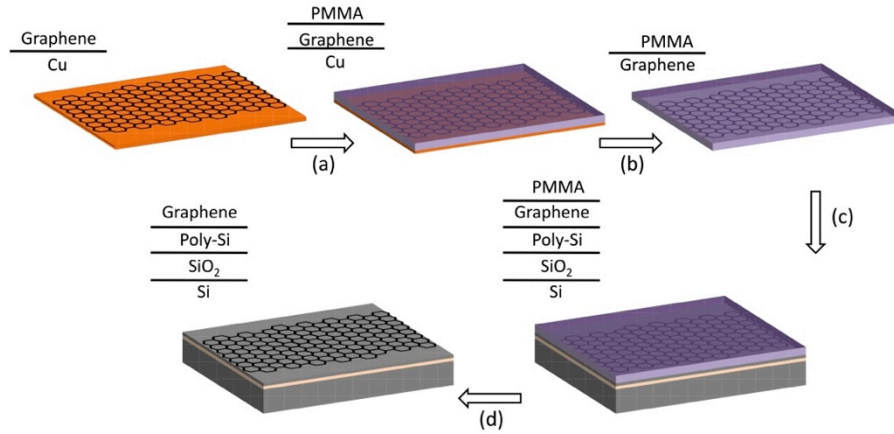 Graphene
Cu
PMMA
Graphene
Cu
PMMA
Graphene
(a)
(b)
(c)
Graphene
Poly-Si
SiO₂
Si
PMMA
Graphene
Poly-Si
SiO₂
Si
(d)